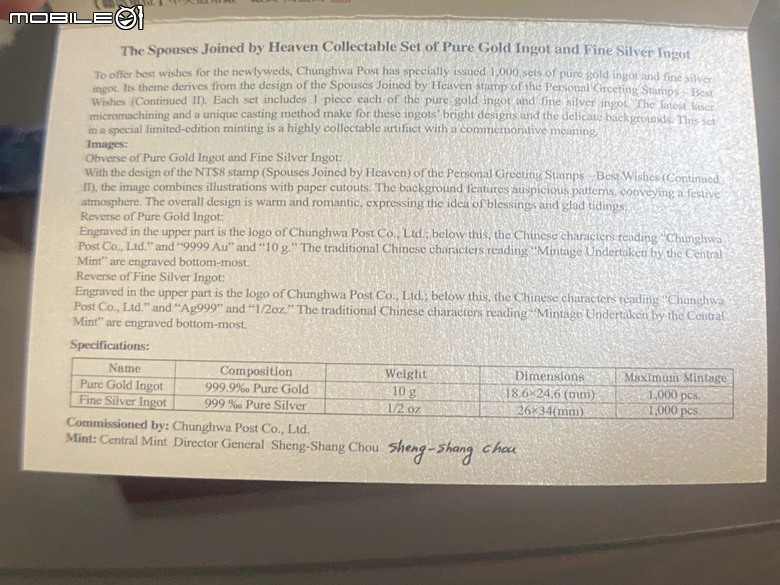 MOBILE01
The Spouses Joined by Heaven Collectable Set of Pure Gold Ingot and Fine Silver Ingot
To offer best wishes for the newlyweds, Chunghwa Post has specially issued 1,000 sets of pure gold ingot and fine silver
ingot. Its theme derives from the design of the Spouses Joined by Heaven stamp of the Personal Greeting Stamps – Best
Wishes (Continued II). Each set includes 1 piece each of the pure gold ingot and fine silver ingot. The latest laser
micromachining and a unique casting method make for these ingots' bright designs and the delicate backgrounds. This set
in a special limited-edition minting is a highly collectable artifact with a commemorative meaning.
Images:
Obverse of Pure Gold Ingot and Fine Silver Ingot:
With the design of the NT$8 stamp (Spouses Joined by Heaven) of the Personal Greeting Stamps – Best Wishes (Continued
II), the image combines illustrations with paper cutouts. The background features auspicious patterns, conveying a festive
atmosphere. The overall design is warm and romantic, expressing the idea of blessings and glad tidings.
Reverse of Pure Gold Ingot:
Engraved in the upper part is the logo of Chunghwa Post Co., Ltd.; below this, the Chinese characters reading "Chunghwa
Post Co., Ltd." and "9999 Au" and "10 g." The traditional Chinese characters reading "Mintage Undertaken by the Central
Mint" are engraved bottom-most.
Reverse of Fine Silver Ingot:
Engraved in the upper part is the logo of Chunghwa Post Co., Ltd.; below this, the Chinese characters reading "Chunghwa
Post Co., Ltd." and "Ag999" and "1/2oz." The traditional Chinese characters reading "Mintage Undertaken by the Central
Mint" are engraved bottom-most.
Specifications:
Name Composition Weight Dimensions Maximum Mintage
Pure Gold Ingot 999.9‰ Pure Gold 10 g 18.6×24.6 (mm) 1,000 pcs.
Fine Silver Ingot 999 ‰ Pure Silver 1/2 oz 26×34(mm) 1,000 pcs.
Commissioned by: Chunghwa Post Co., Ltd.
Mint: Central Mint Director General Sheng-Shang Chou Sheng-Shang Chou